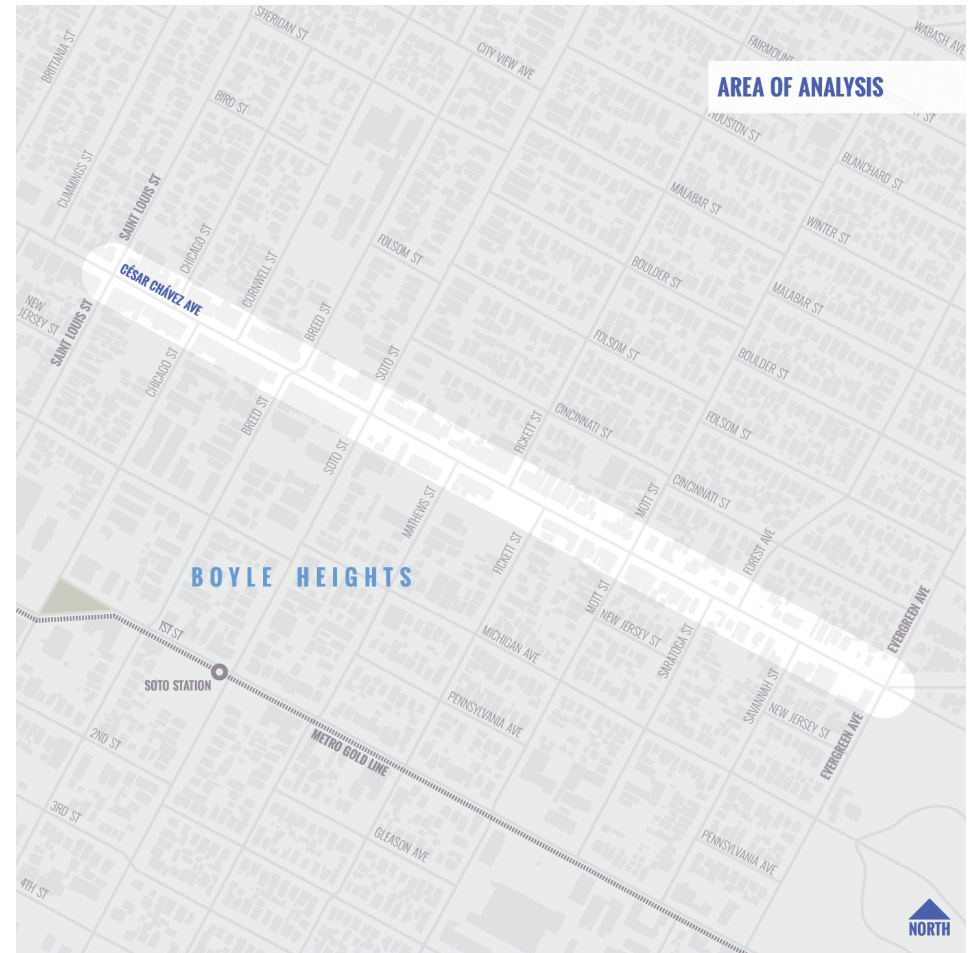 SHERIDAN ST
WABASH AVE
BRITTANIA ST
CITY VIEW AVE
FAIRMOUNT
AREA OF ANALYSIS
BIRD ST
HOUSTON ST
CUMMINGS ST
BLANCHARD ST
SAINT LOUIS ST
MALABAR ST
CHICAGO ST
WINTER ST
FOLSOM ST
CORNWELL ST
BOULDER ST
CÉSAR CHÁVEZ AVE
MALABAR ST
NEW
JERSEY ST
SAINT LOUIS ST
BREED ST
FOLSOM ST
CHICAGO ST
SOTO ST
BOULDER ST
BREED ST
FICKETT ST
CINCINNATI ST
FOLSOM ST
SOTO ST
MATHEWS ST
MOTT ST
CINCINNATI ST
FICKETT ST
FOREST AVE
BOYLE HEIGHTS
MOTT ST
NEW JERSEY ST
EVERGREEN AVE
1ST ST
MICHIGAN AVE
SARATOGA ST
SOTO STATION
SAVANNAH ST
PENNSYLVANIA AVE
NEW JERSEY ST
2ND ST
METRO GOLD LINE
EVERGREEN AVE
3RD ST
GLEASON AVE
PENNSYLVANIA AVE
4TH ST
NORTH